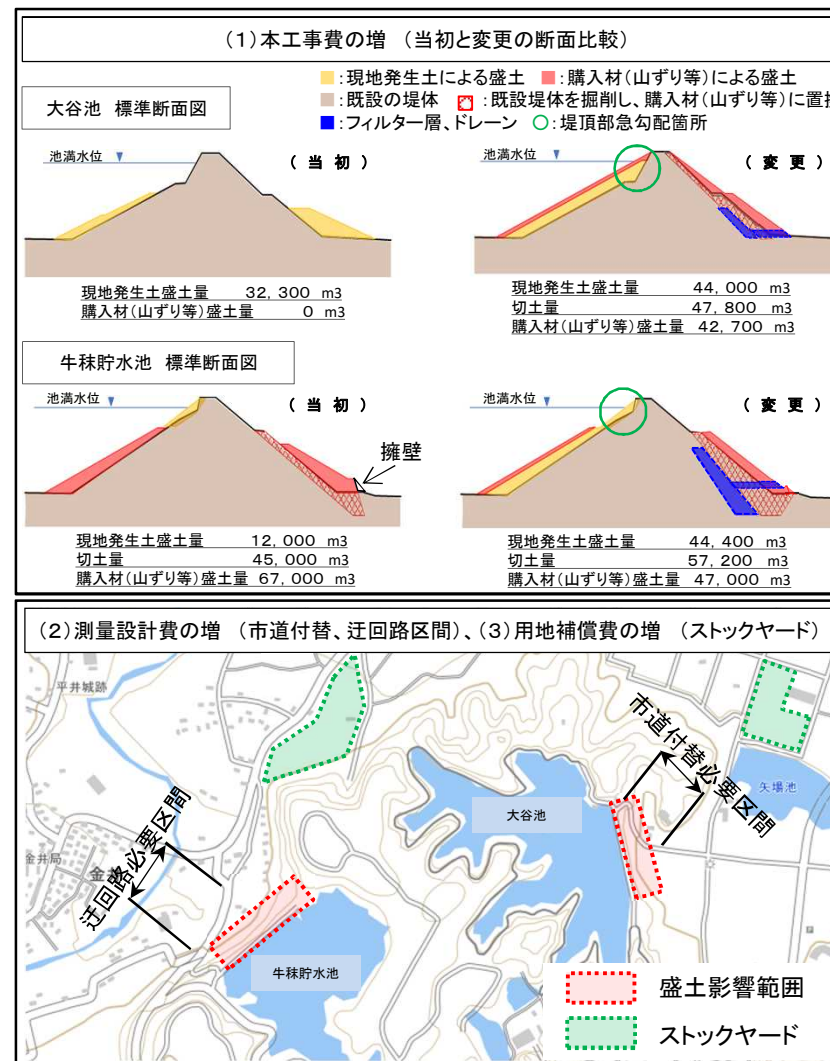 (1)本工事費の増 (当初と変更の断面比較)
■:現地発生土による盛土 ■:購入材(山ずり等)による盛土
■:既設の堤体 :既設堤体を掘削し、購入材(山ずり等)に置換
■:フィルター層、ドレーン ○:堤頂部急勾配箇所
大谷池 標準断面図
池満水位
(当初)
池満水位
(変更)
現地発生土盛土量 32,300 m3
購入材(山ずり等)盛土量 0 m3
現地発生土盛土量 44,000 m3
切土量 47,800 m3
購入材(山ずり等)盛土量 42,700 m3
牛秣貯水池 標準断面図
池満水位
(当初)
擁壁
池満水位
(変更)
現地発生土盛土量 12,000 m3
切土量 45,000 m3
購入材(山ずり等)盛土量 67,000 m3
現地発生土盛土量 44,400 m3
切土量 57,200 m3
購入材(山ずり等)盛土量 47,000 m3
(2)測量設計費の増 (市道付替、迂回路区間)、(3)用地補償費の増 (ストックヤード)
平井城跡
市道付替必要区間
矢場池
大谷池
迂回路必要区間
金井局
金井
牛秣貯水池
盛土影響範囲
ストックヤード